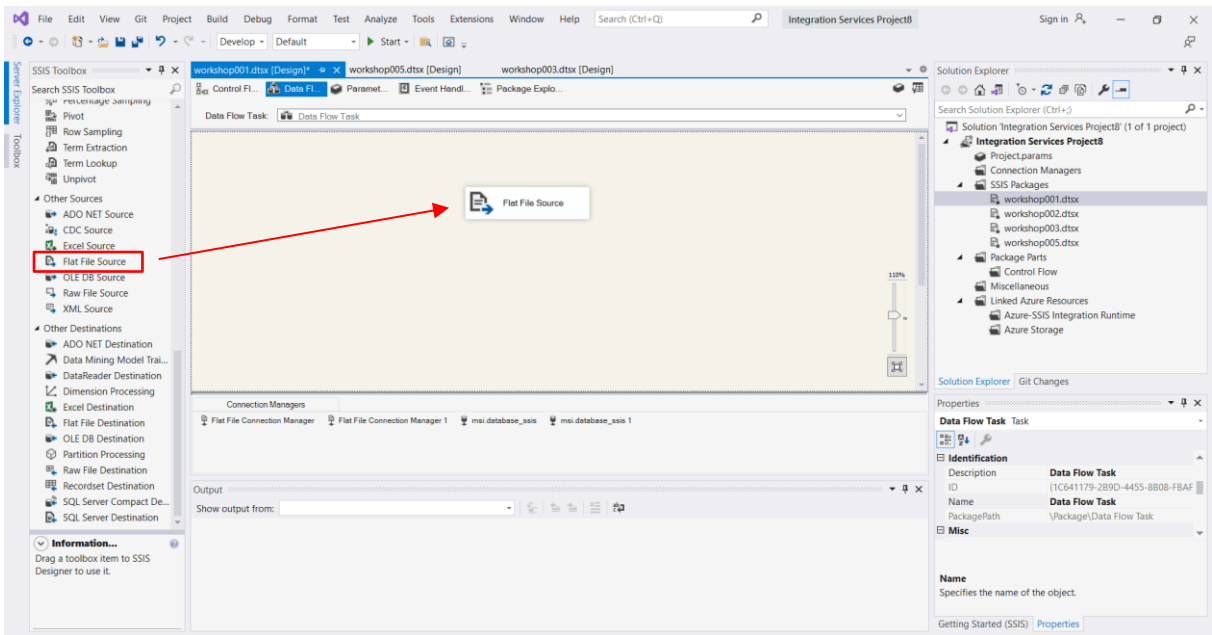 File Edit View Git Project Build Debug Format Test Analyze Tools Extensions Window Help Search (Ctrl+Q) Integration Services Project8 Sign in
Develop Default Start
Server Explorer
Toolbox
SSIS Toolbox
Search SSIS Toolbox
Percentage Sampling
Pivot
Row Sampling
Term Extraction
Term Lookup
Unpivot
Other Sources
ADO NET Source
CDC Source
Excel Source
Flat File Source
OLE DB Source
Raw File Source
XML Source
Other Destinations
ADO NET Destination
Data Mining Model Trai...
DataReader Destination
Dimension Processing
Excel Destination
Flat File Destination
OLE DB Destination
Partition Processing
Raw File Destination
Recordset Destination
SQL Server Compact De...
SQL Server Destination
Information...
Drag a toolbox item to SSIS
Designer to use it.
workshop001.dtsx [Design]* workshop005.dtsx [Design] workshop003.dtsx [Design]
Control Fl... Data Fl... Paramet... Event Handl... Package Explo...
Data Flow Task: Data Flow Task
Flat File Source
110%
Connection Managers
Flat File Connection Manager Flat File Connection Manager 1 msi.database_ssis msi.database_ssis 1
Output
Show output from:
Solution Explorer
Search Solution Explorer (Ctrl+;)
Solution 'Integration Services Project8' (1 of 1 project)
Integration Services Project8
Project.params
Connection Managers
SSIS Packages
workshop001.dtsx
workshop002.dtsx
workshop003.dtsx
workshop005.dtsx
Package Parts
Control Flow
Miscellaneous
Linked Azure Resources
Azure-SSIS Integration Runtime
Azure Storage
Solution Explorer Git Changes
Properties
Data Flow Task Task
Identification
Description Data Flow Task
ID {1C641179-2B9D-4455-8B08-FBAF
Name Data Flow Task
PackagePath \Package\Data Flow Task
Misc
Name
Specifies the name of the object.
Getting Started (SSIS) Properties